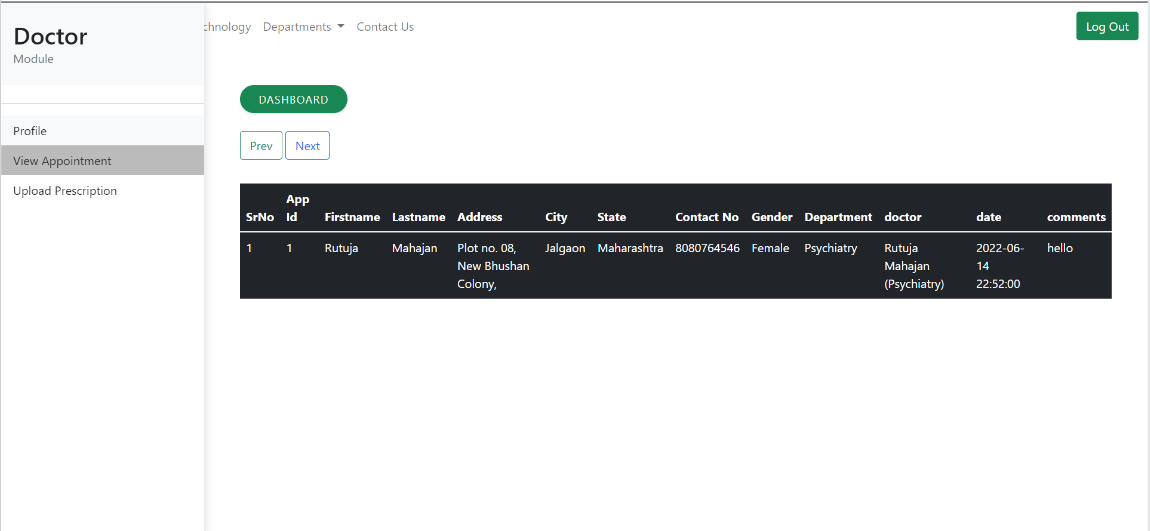 Doctor
Module
chnology Departments Contact Us
Log Out
Profile
View Appointment
Upload Prescription
DASHBOARD
Prev Next
App
SrNo Id Firstname Lastname Address City State Contact No Gender Department doctor date comments
1 1 Rutuja Mahajan Plot no. 08, Jalgaon Maharashtra 8080764546 Female Psychiatry Rutuja 2022-06- hello
New Bhushan Mahajan 14
Colony, (Psychiatry) 22:52:00